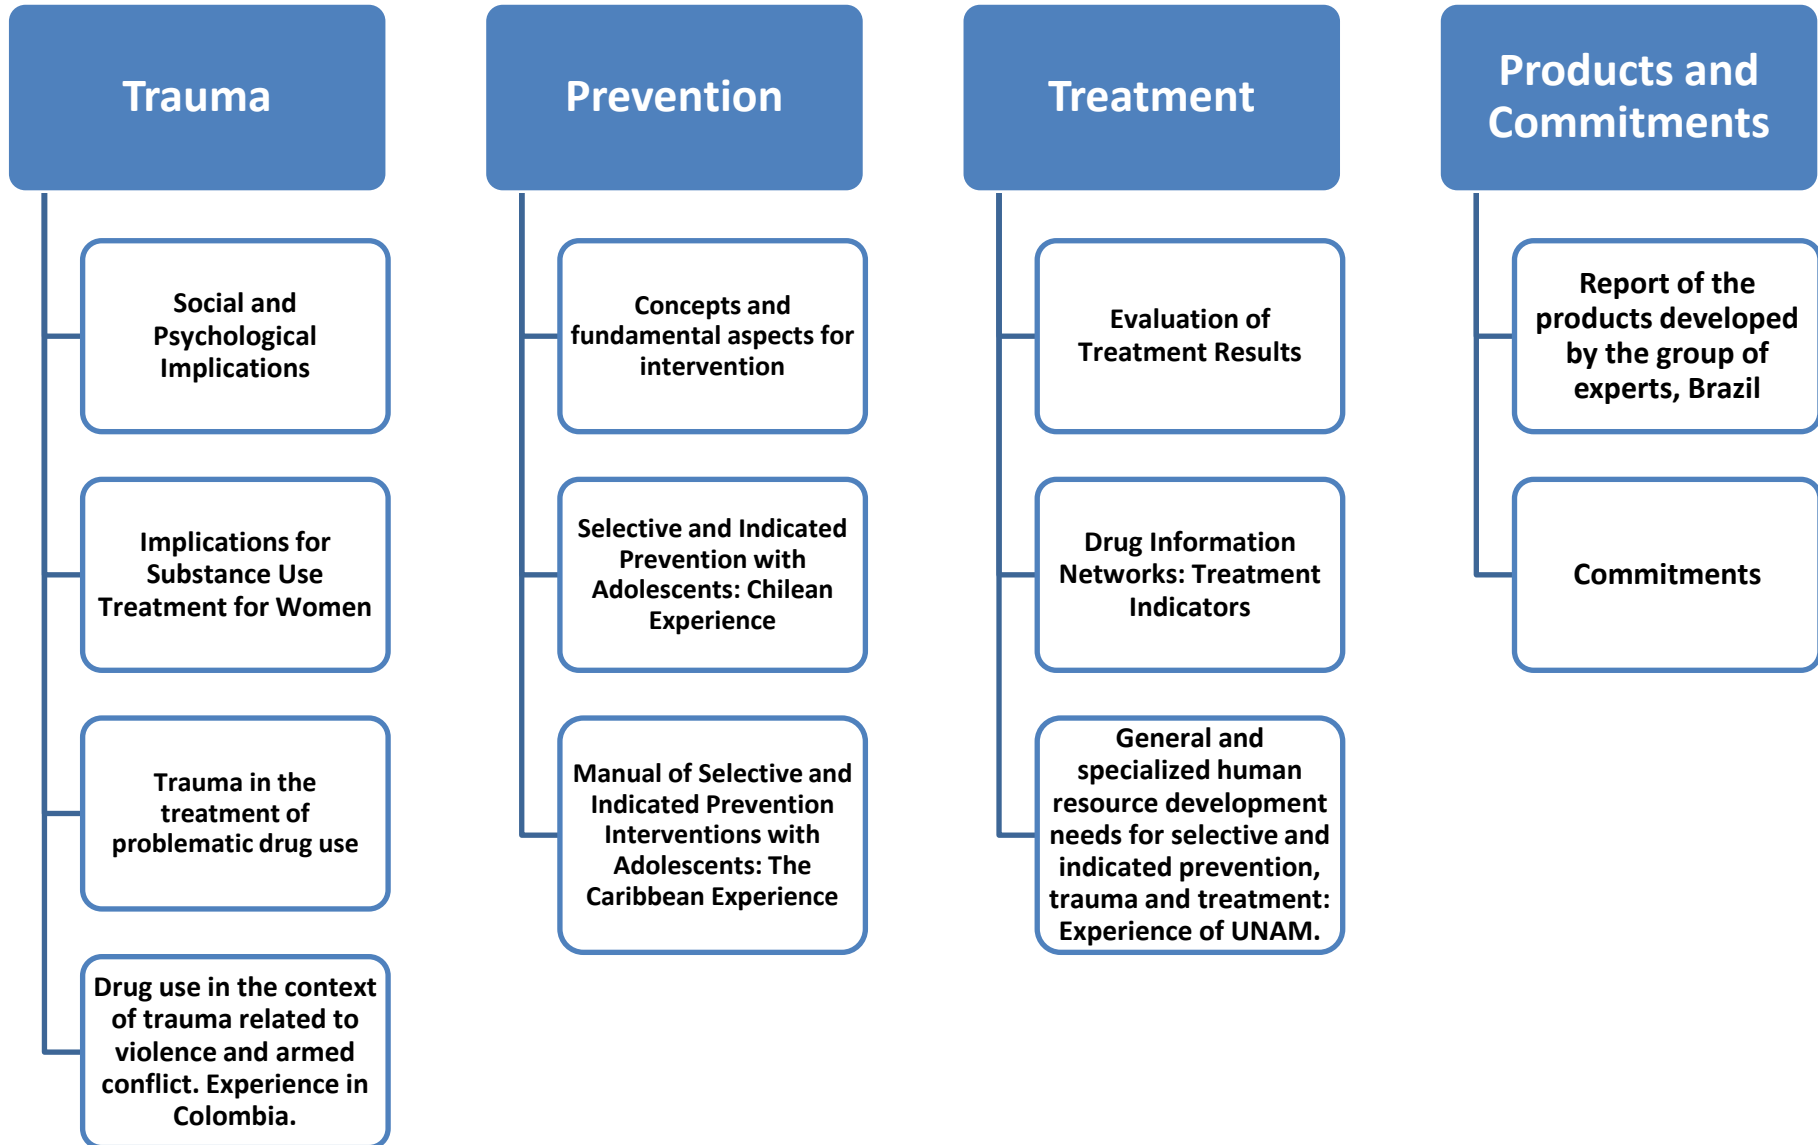 Trauma
Social and
Psychological
Implications
Implications for
Substance Use
Treatment for Women
Trauma in the
treatment of
problematic drug use
Drug use in the context
of trauma related to
violence and armed
conflict. Experience in
Colombia.
Prevention
Concepts and
fundamental aspects for
intervention
Selective and Indicated
Prevention with
Adolescents: Chilean
Experience
Manual of Selective and
Indicated Prevention
Interventions with
Adolescents: The
Caribbean Experience
Treatment
Evaluation of
Treatment Results
Drug Information
Networks: Treatment
Indicators
General and
specialized human
resource development
needs for selective and
indicated prevention,
trauma and treatment:
Experience of UNAM.
Products and
Commitments
Report of the
products developed
by the group of
experts, Brazil
Commitments